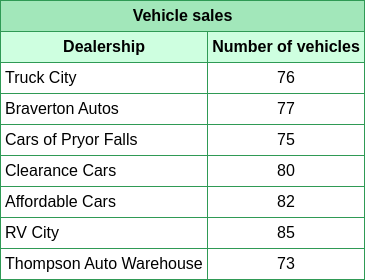 Vehicle sales
Dealership Number of vehicles
Truck City 76
Braverton Autos 77
Cars of Pryor Falls 75
Clearance Cars 80
Affordable Cars 82
RV City 85
Thompson Auto Warehouse 73